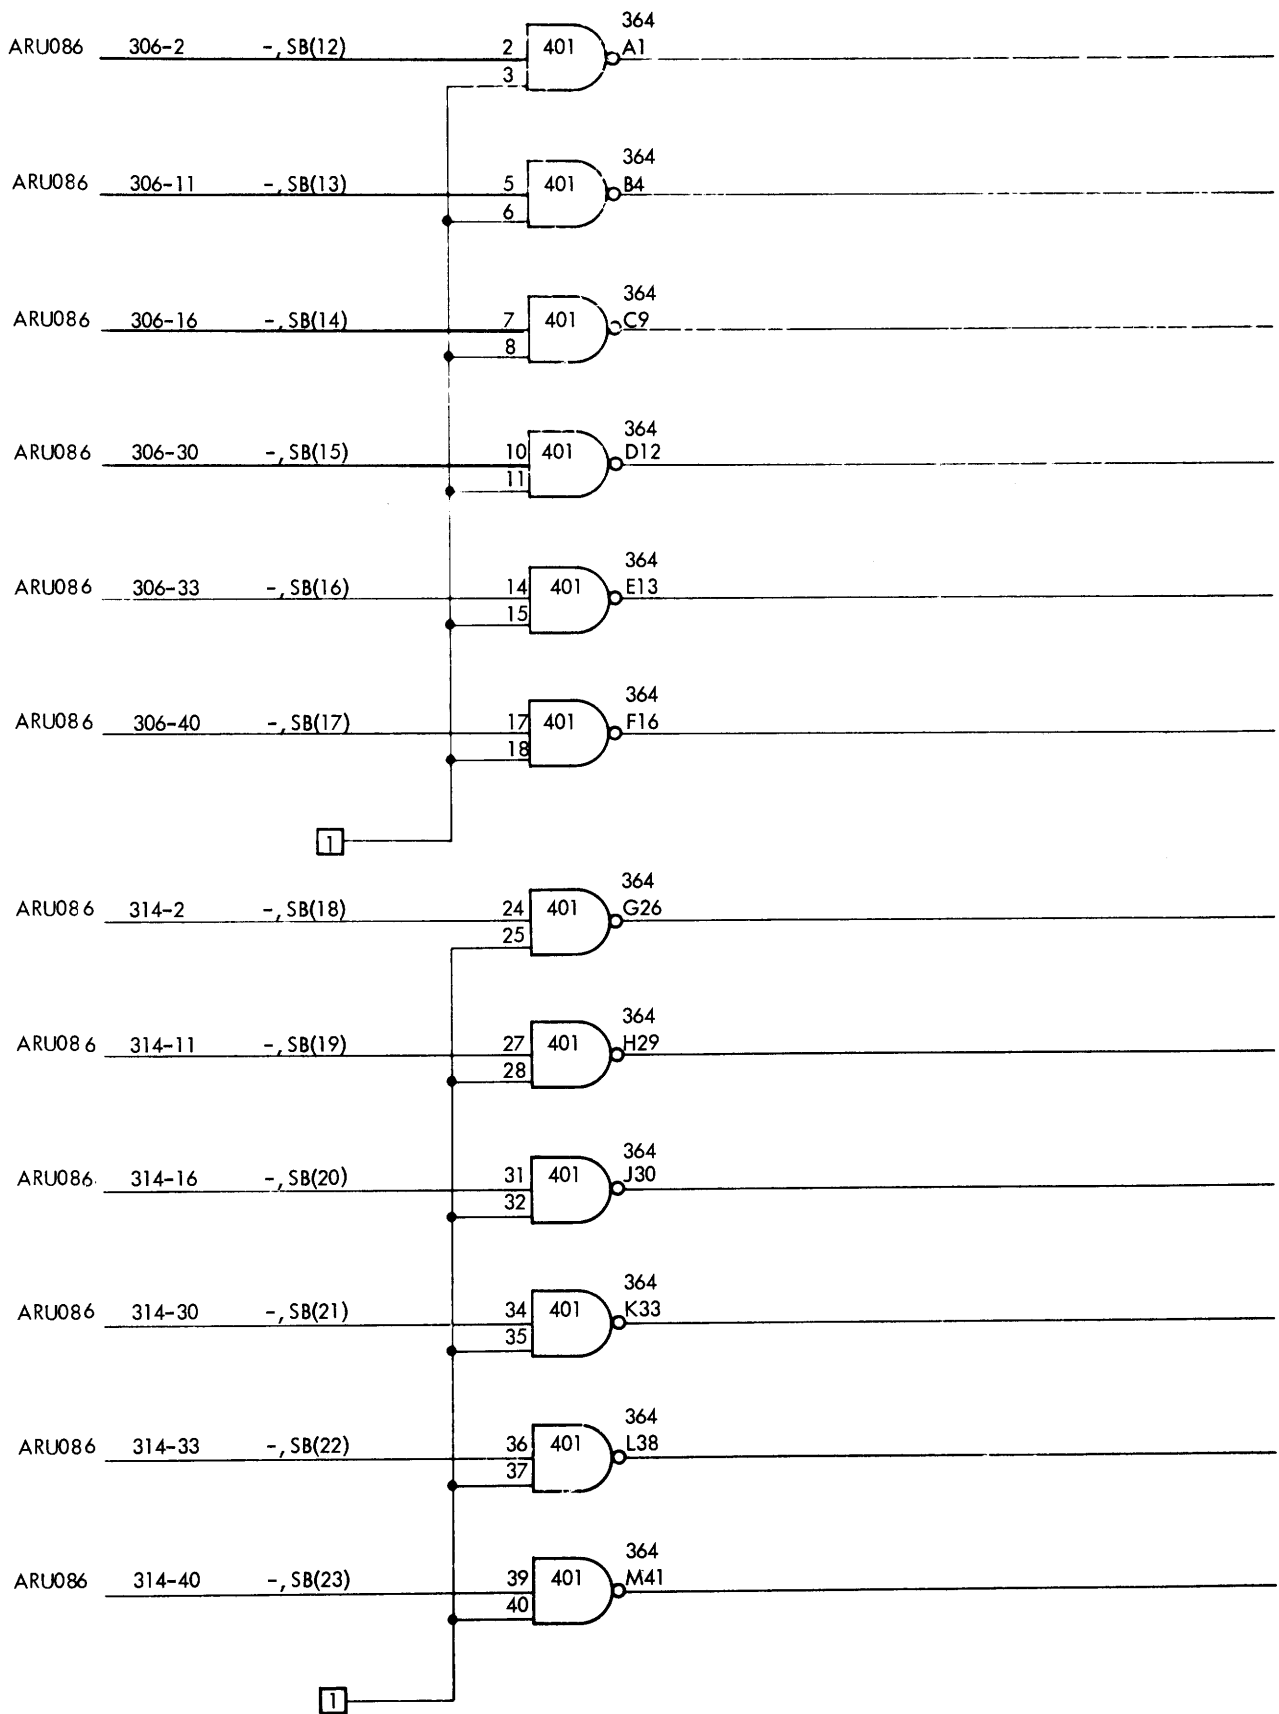 364
ARU086 306-2 -, SB(12) 2 401 A1
3
364
ARU086 306-11 -, SB(13) 5 401 B4
6
364
ARU086 306-16 -, SB(14) 7 401 C9
8
364
ARU086 306-30 -, SB(15) 10 401 D12
11
364
ARU086 306-33 -, SB(16) 14 401 E13
15
364
ARU086 306-40 -, SB(17) 17 401 F16
18
1
364
ARU086 314-2 -, SB(18) 24 401 G26
25
364
ARU086 314-11 -, SB(19) 27 401 H29
28
364
ARU086 314-16 -, SB(20) 31 401 J30
32
364
ARU086 314-30 -, SB(21) 34 401 K33
35
364
ARU086 314-33 -, SB(22) 36 401 L38
37
364
ARU086 314-40 -, SB(23) 39 401 M41
40
1